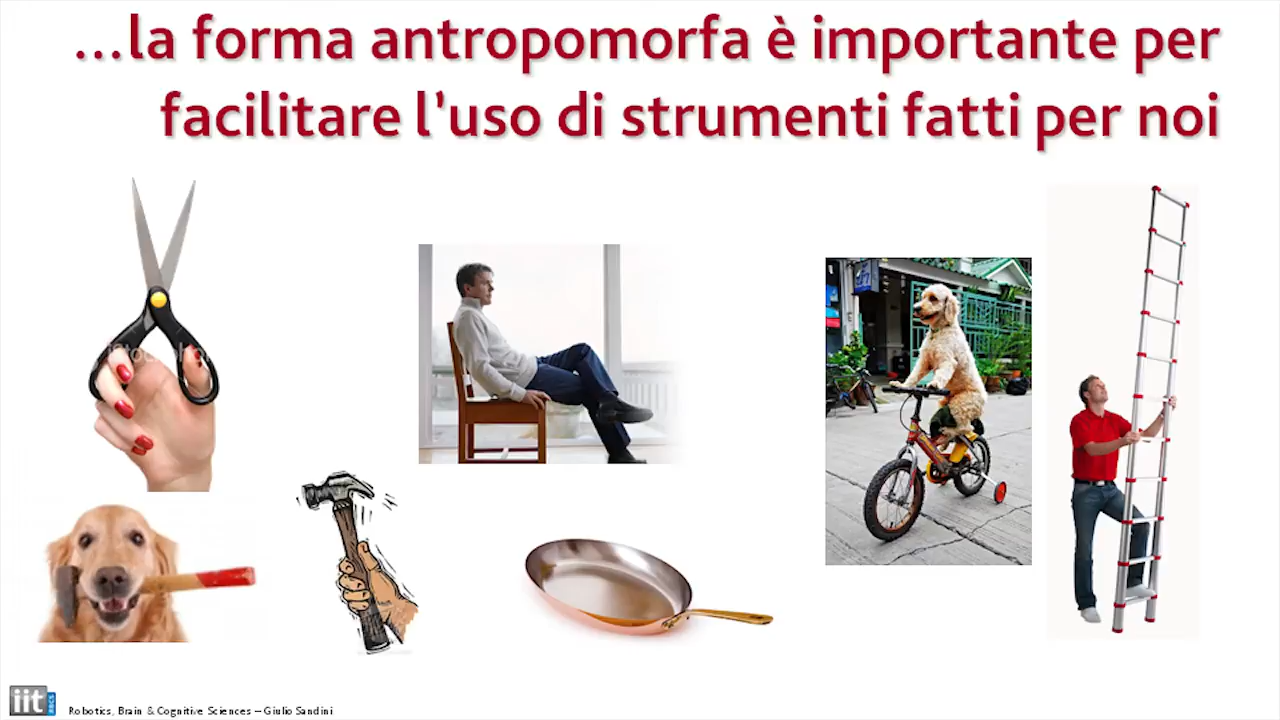 ...la forma antropomorfa è importante per
facilitare l'uso di strumenti fatti per noi
iit
RBCS
Robotics, Brain & Cognitive Sciences – Giulio Sandini